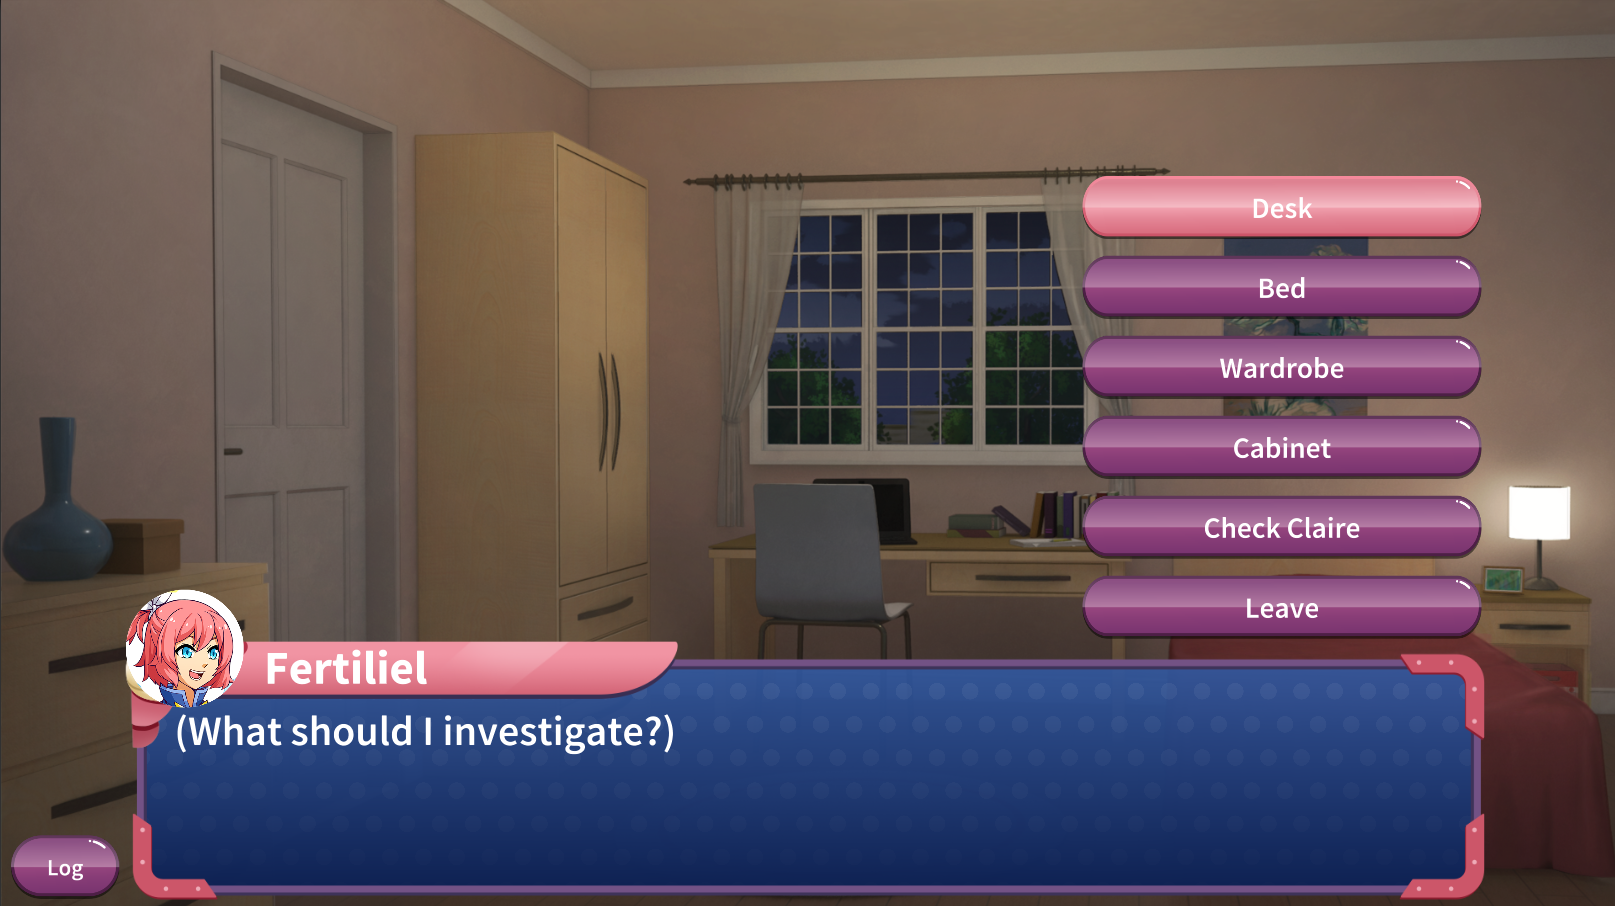 Desk
Bed
Wardrobe
Cabinet
Check Claire
Leave
Fertiliel
(What should I investigate?)
Log